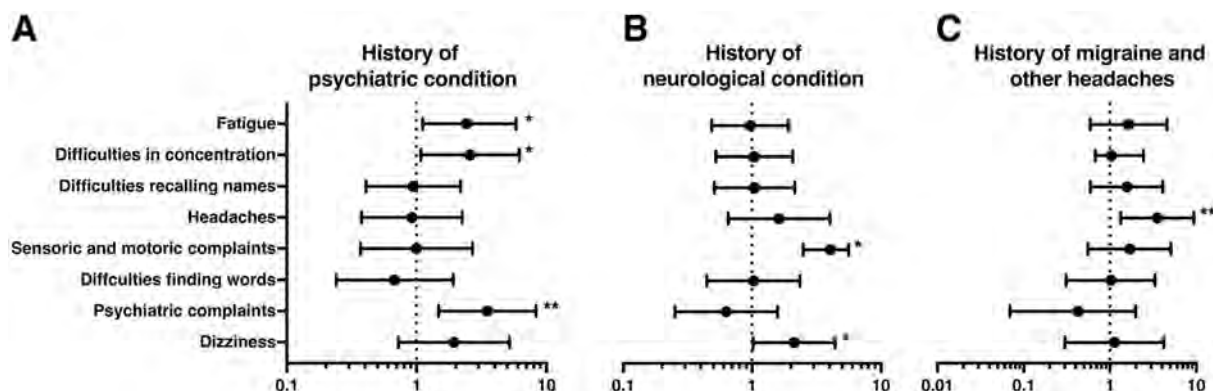 A
History of
psychiatric condition
B
History of
neurological condition
C
History of migraine and
other headaches
Fatigue
*
Difficulties in concentration
*
Difficulties recalling names
Headaches
**
Sensoric and motoric complaints
*
Diffculties finding words
Psychiatric complaints
**
Dizziness
*
0.1 1 10
0.1 1 10
0.01 0.1 1 10